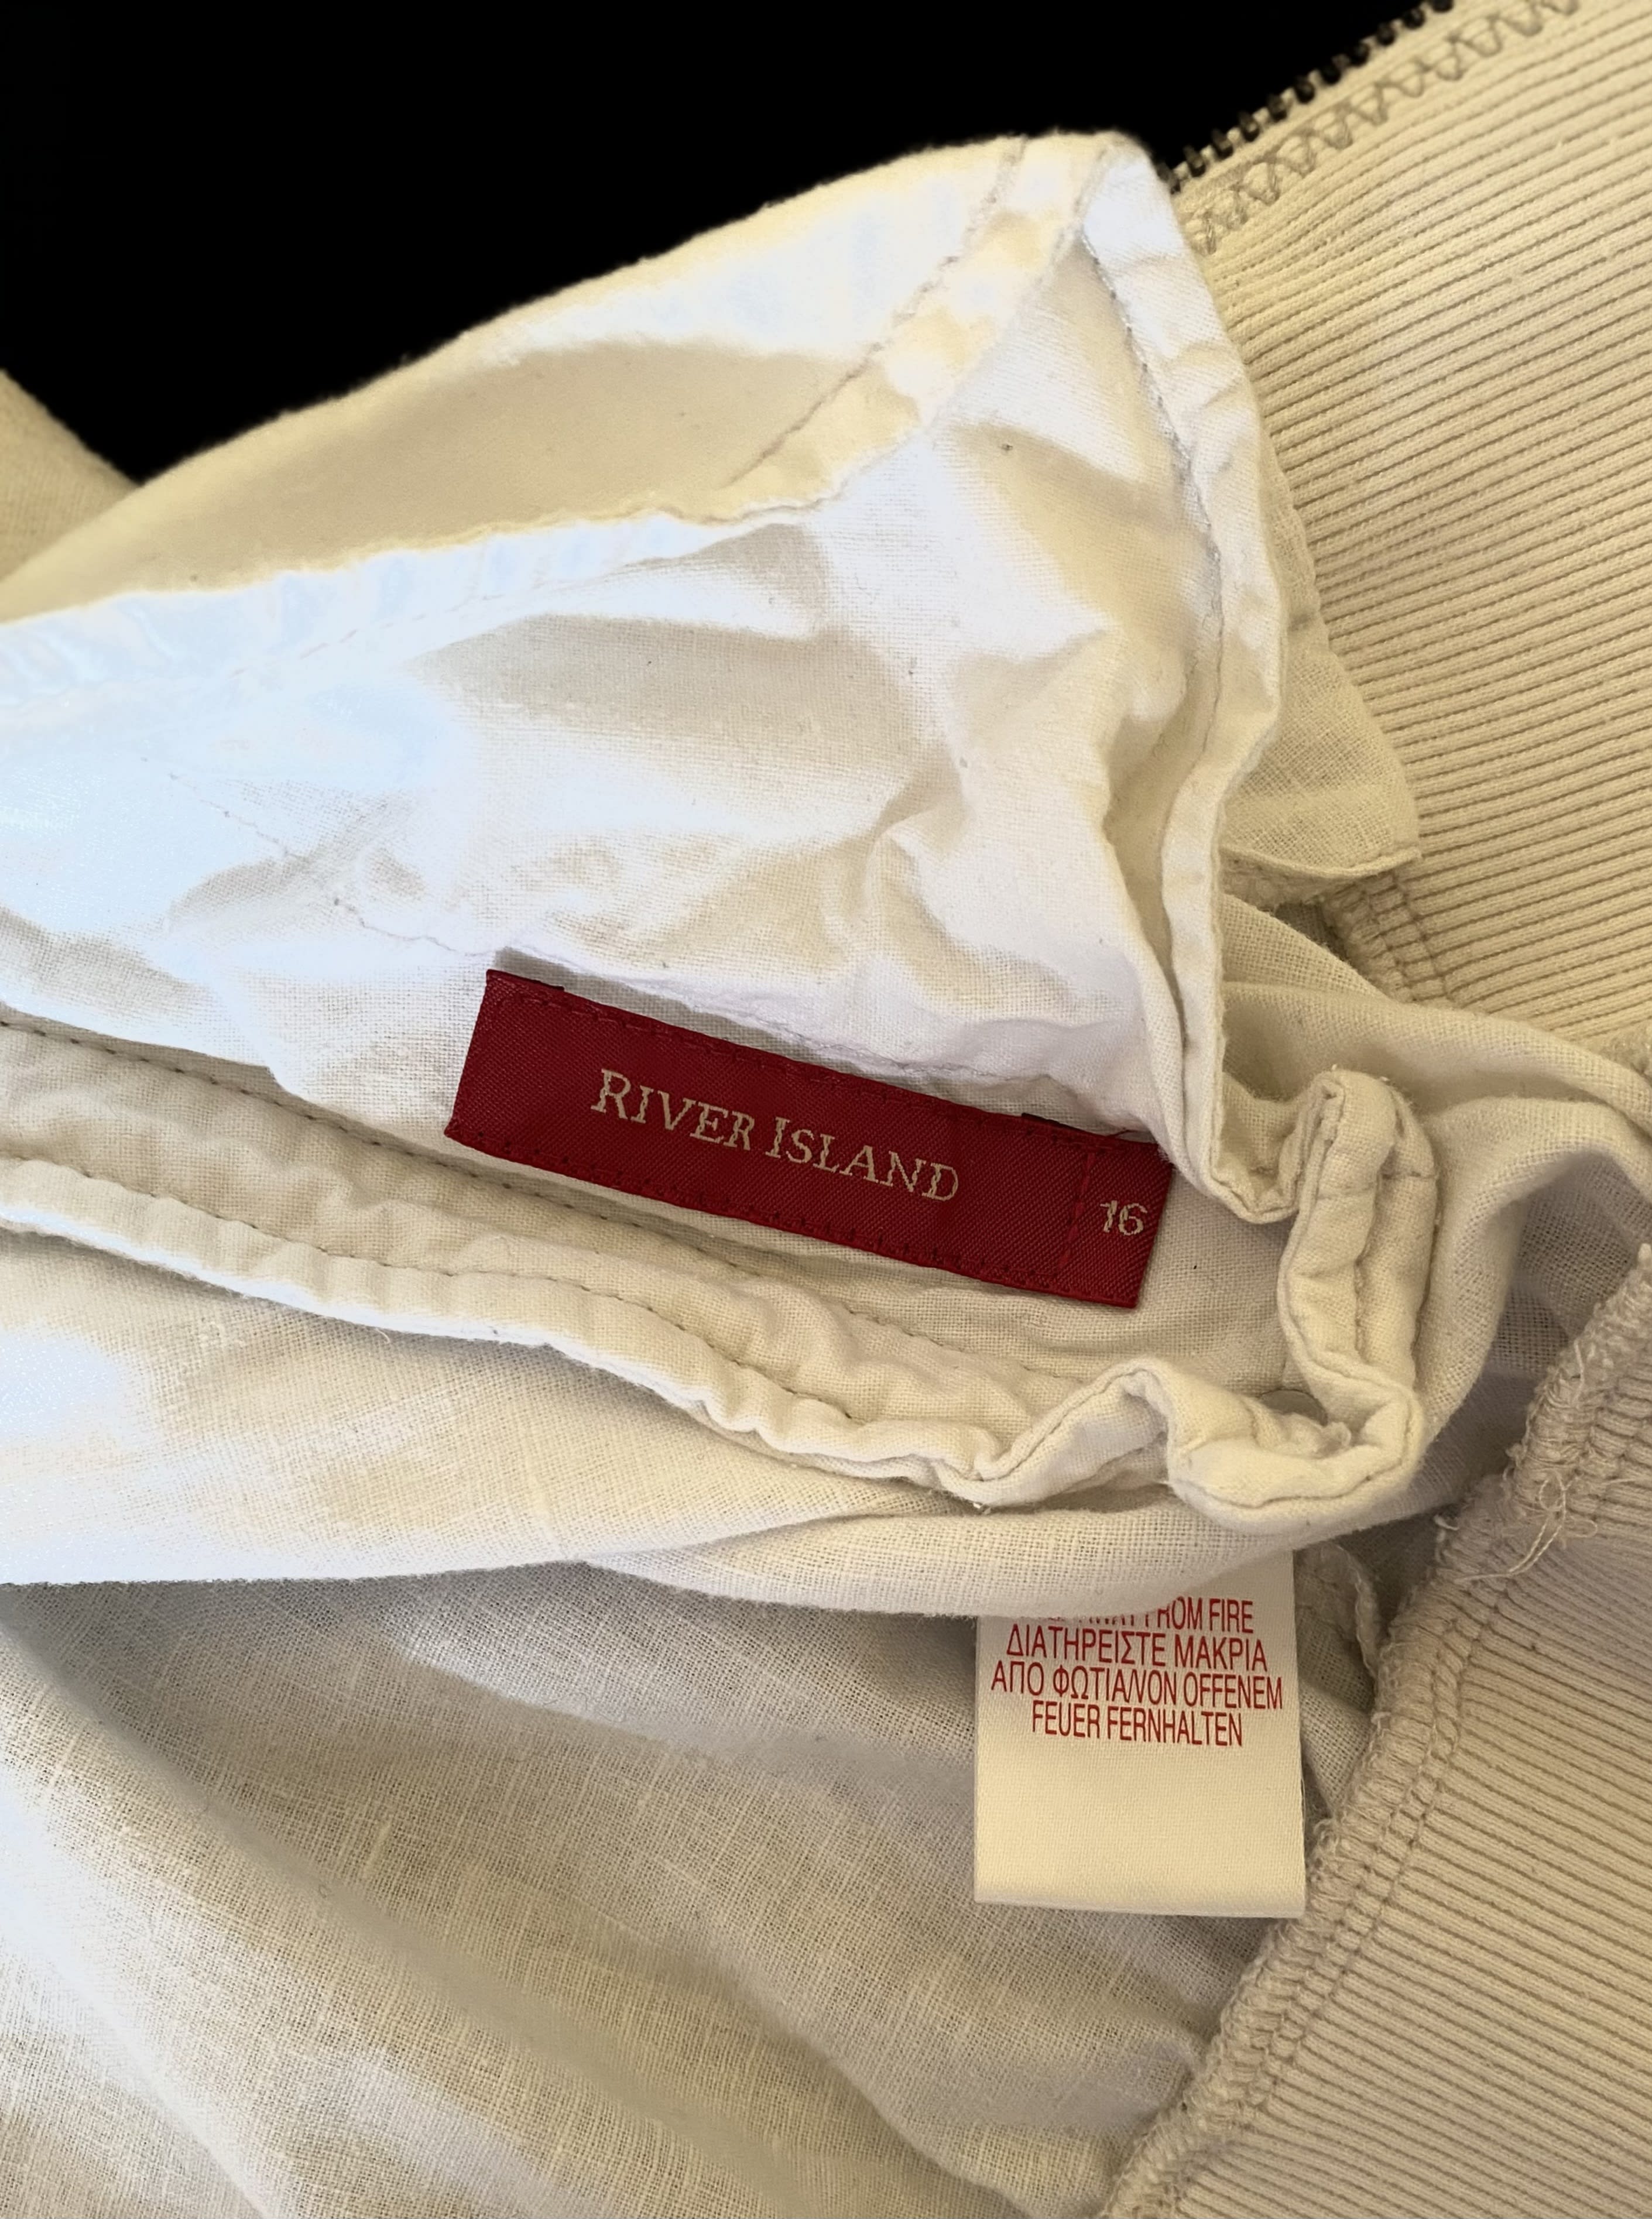 RIVER ISLAND
16
FROM FIRE
ΔΙΑΤΗΡΕΙΣΤΕ ΜΑΚΡΙΑ
ΑΠΟ ΦΩΤΙΑ/VON OFFENEM
FEUER FERNHALTEN